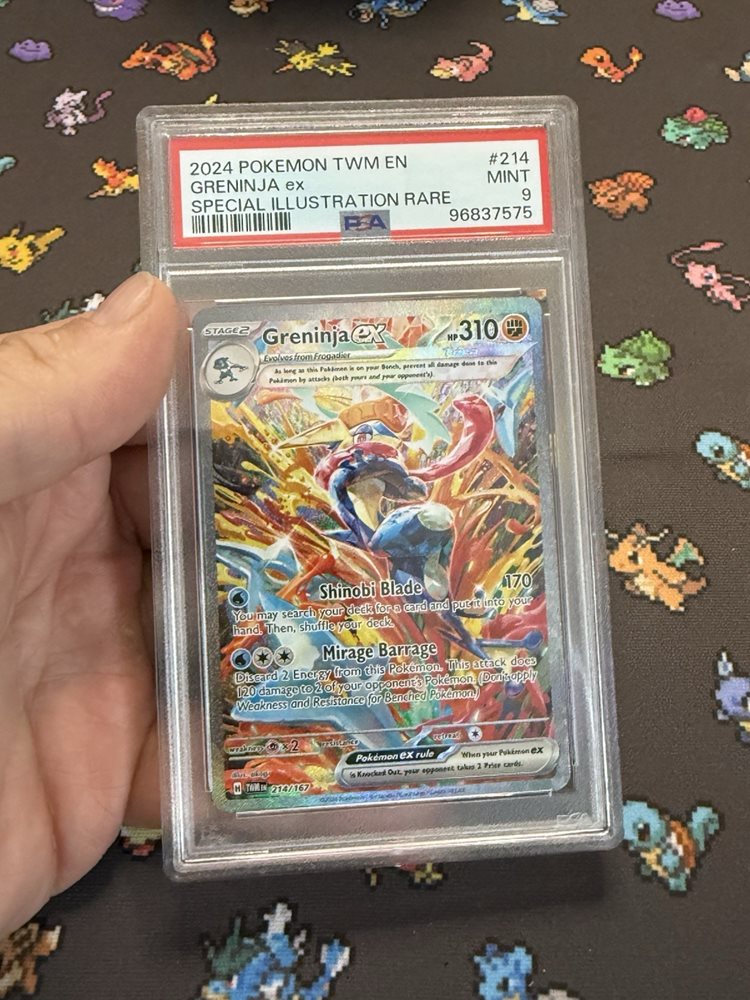 2024 POKEMON TWM EN #214
GRENINJA ex MINT
SPECIAL ILLUSTRATION RARE 9
PSA 96837575
STAGE2 Greninja ex HP 310
Evolves from Frogadier
As long as this Pokémon is on your Bench, prevent all damage done to this
Pokémon by attacks (both yours and your opponent's).
Shinobi Blade 170
You may search your deck for a card and put it into your
hand. Then, shuffle your deck.
Mirage Barrage
Discard 2 Energy from this Pokémon. This attack does
120 damage to 2 of your opponent's Pokémon. (Don't apply
Weakness and Resistance for Benched Pokémon.)
weakness ×2 resistance retreat
Pokémon ex rule When your Pokémon ex
is Knocked Out, your opponent takes 2 Prize cards.
illus.
H TWM EN 214/167